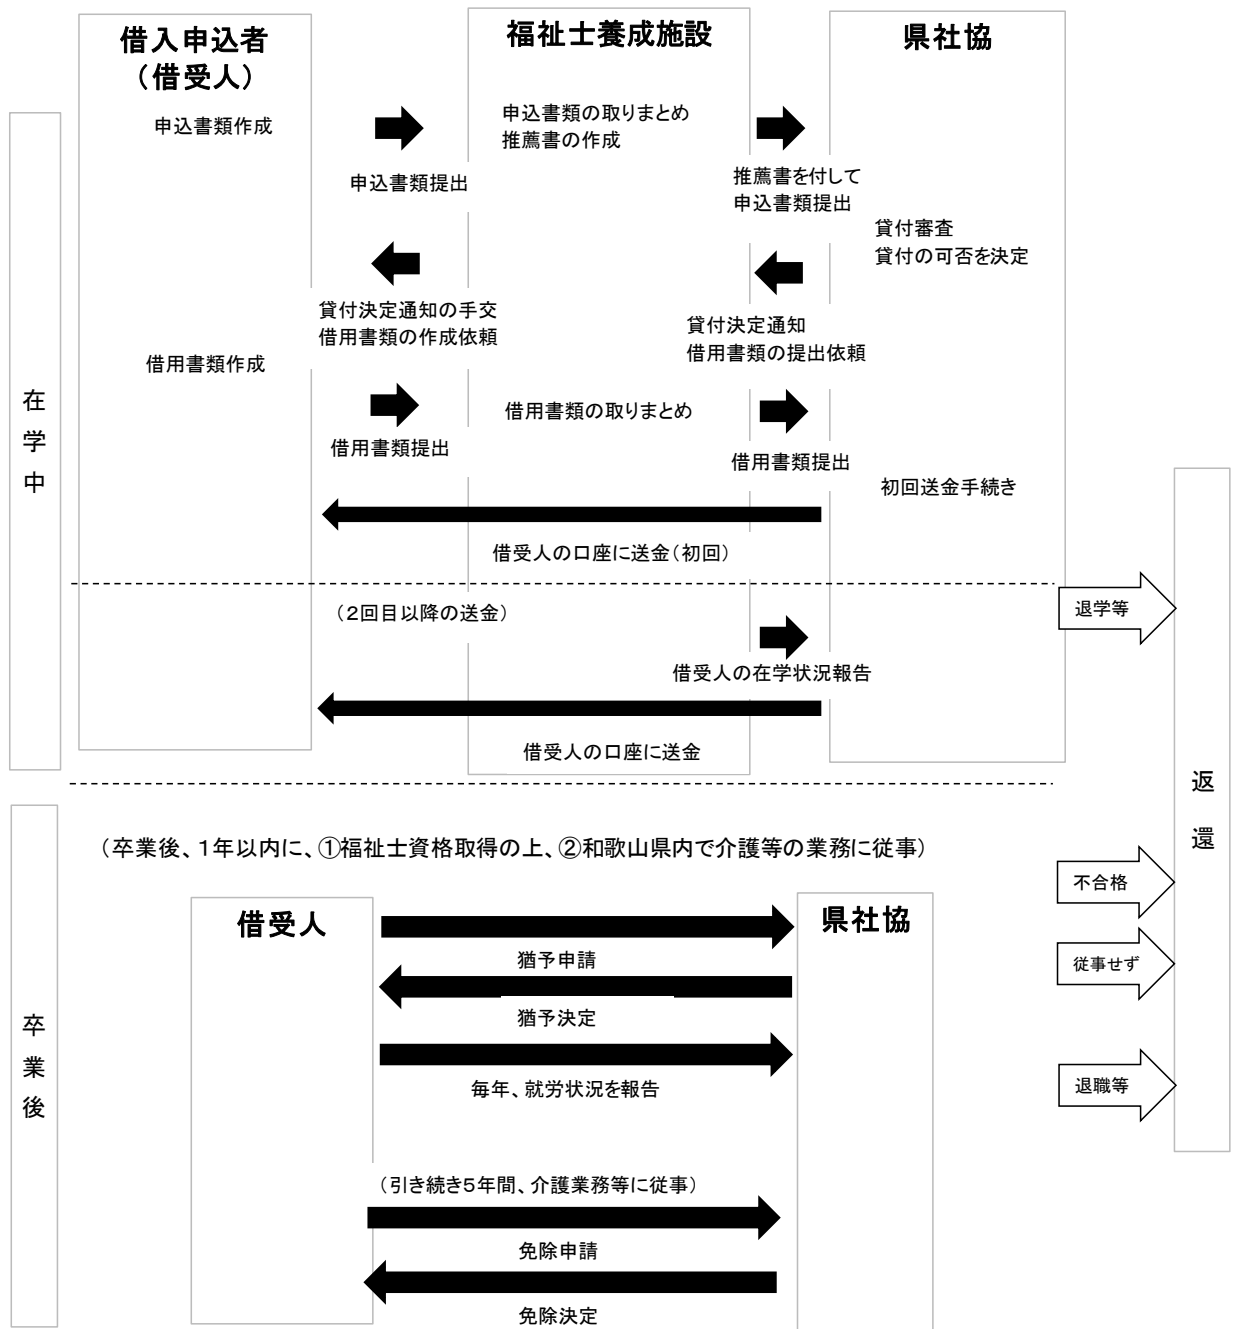 借入申込者
（借受人）
福祉士養成施設
県社協
申込書類作成
申込書類の取りまとめ
推薦書の作成
申込書類提出
推薦書を付して
申込書類提出
貸付審査
貸付の可否を決定
貸付決定通知の手交
借用書類の作成依頼
貸付決定通知
借用書類の提出依頼
借用書類作成
借用書類の取りまとめ
借用書類提出
借用書類提出
初回送金手続き
借受人の口座に送金（初回）
在学中
（２回目以降の送金）
退学等
借受人の在学状況報告
借受人の口座に送金
返還
（卒業後、１年以内に、①福祉士資格取得の上、②和歌山県内で介護等の業務に従事）
不合格
借受人
県社協
猶予申請
従事せず
猶予決定
卒業後
毎年、就労状況を報告
退職等
（引き続き５年間、介護業務等に従事）
免除申請
免除決定